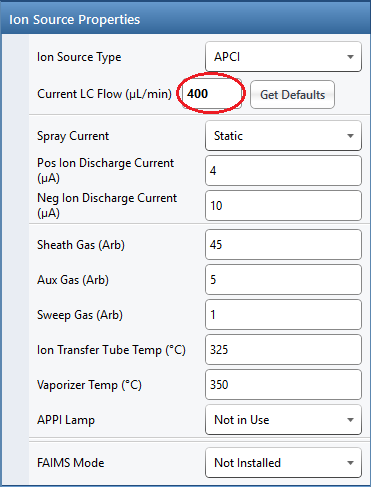 Ion Source Properties
Ion Source Type APCI
Current LC Flow (µL/min) 400 Get Defaults
Spray Current Static
Pos Ion Discharge Current
(µA) 4
Neg Ion Discharge Current
(µA) 10
Sheath Gas (Arb) 45
Aux Gas (Arb) 5
Sweep Gas (Arb) 1
Ion Transfer Tube Temp (°C) 325
Vaporizer Temp (°C) 350
APPI Lamp Not in Use
FAIMS Mode Not Installed